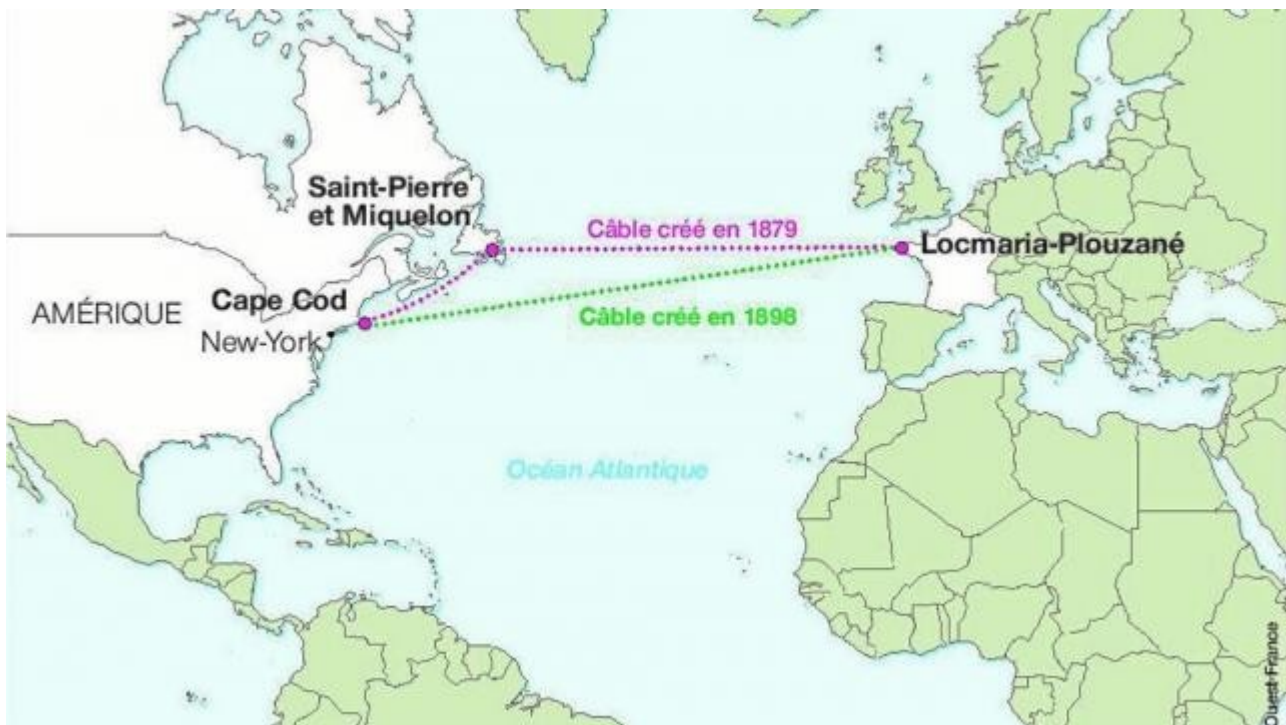 Saint-Pierre
et Miquelon
Câble créé en 1879
Locmaria-Plouzané
Cape Cod
AMÉRIQUE
New-York
Câble créé en 1898
Océan Atlantique
Ouest-France